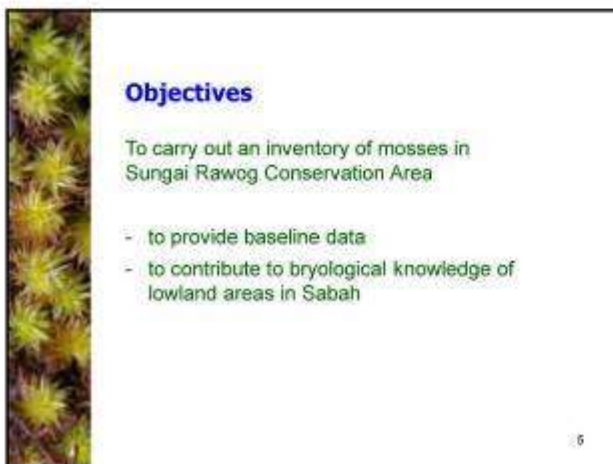 Objectives
To carry out an inventory of mosses in
Sungai Rawog Conservation Area
- to provide baseline data
- to contribute to bryological knowledge of
lowland areas in Sabah